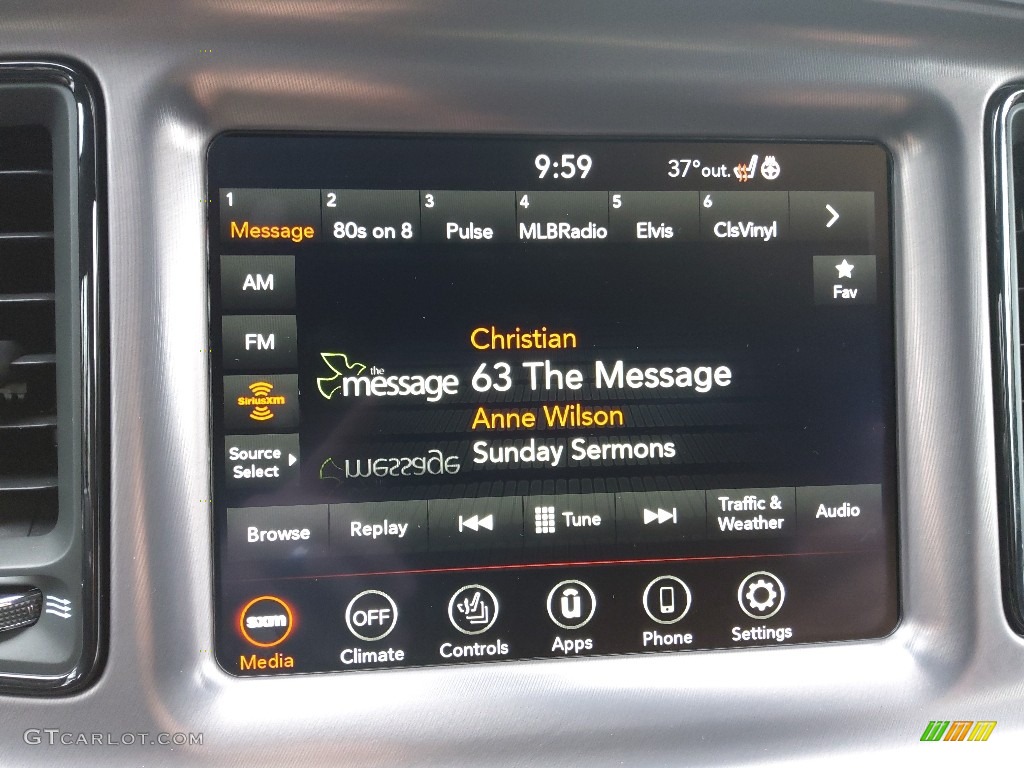 9:59 37°out.
1 2 3 4 5 6
Message 80s on 8 Pulse MLBRadio Elvis ClsVinyl
AM
Fav
FM
Christian
the
message 63 The Message
SiriusXm
Anne Wilson
Source
Select
Sunday Sermons
message
Browse Replay Tune
Traffic &
Weather
Audio
sxm OFF
Media Climate Controls Apps Phone Settings
GTCARLOT.COM